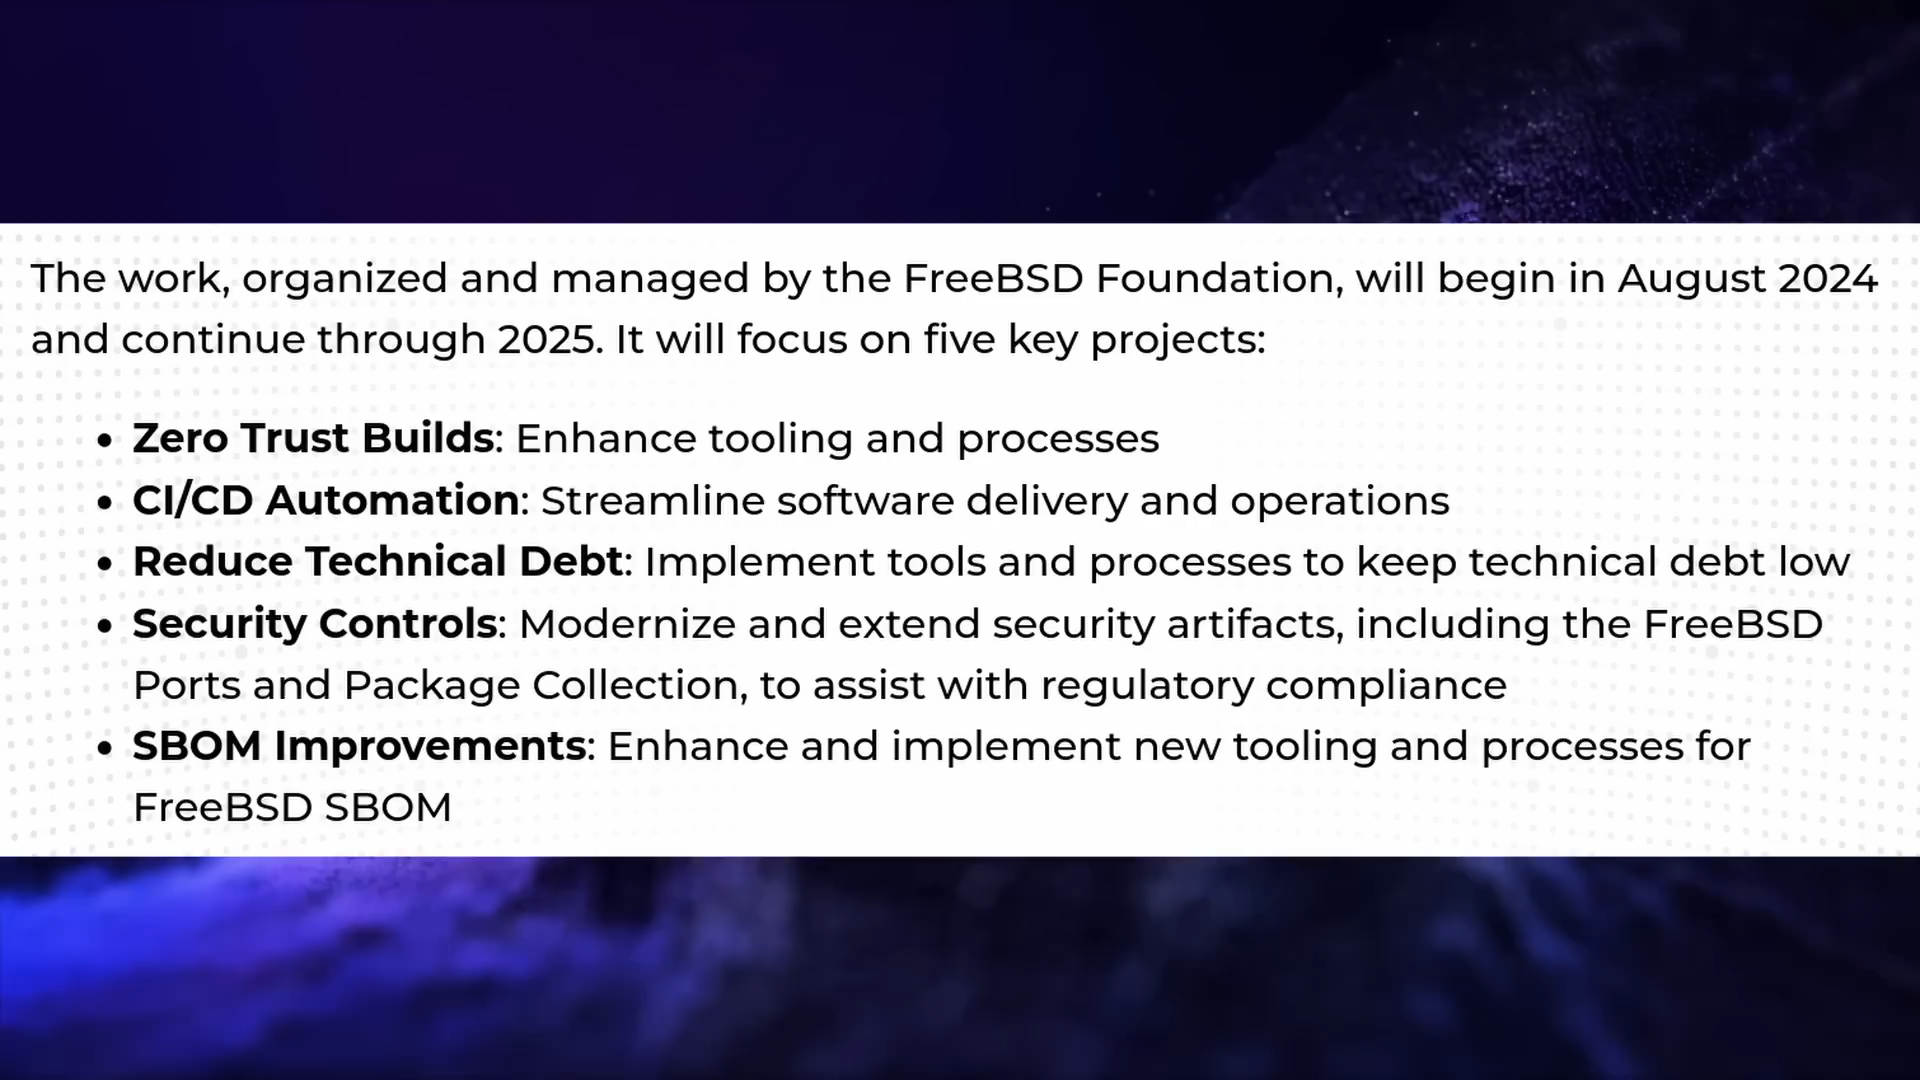 The work, organized and managed by the FreeBSD Foundation, will begin in August 2024
and continue through 2025. It will focus on five key projects:
• Zero Trust Builds: Enhance tooling and processes
• CI/CD Automation: Streamline software delivery and operations
• Reduce Technical Debt: Implement tools and processes to keep technical debt low
• Security Controls: Modernize and extend security artifacts, including the FreeBSD
Ports and Package Collection, to assist with regulatory compliance
• SBOM Improvements: Enhance and implement new tooling and processes for
FreeBSD SBOM